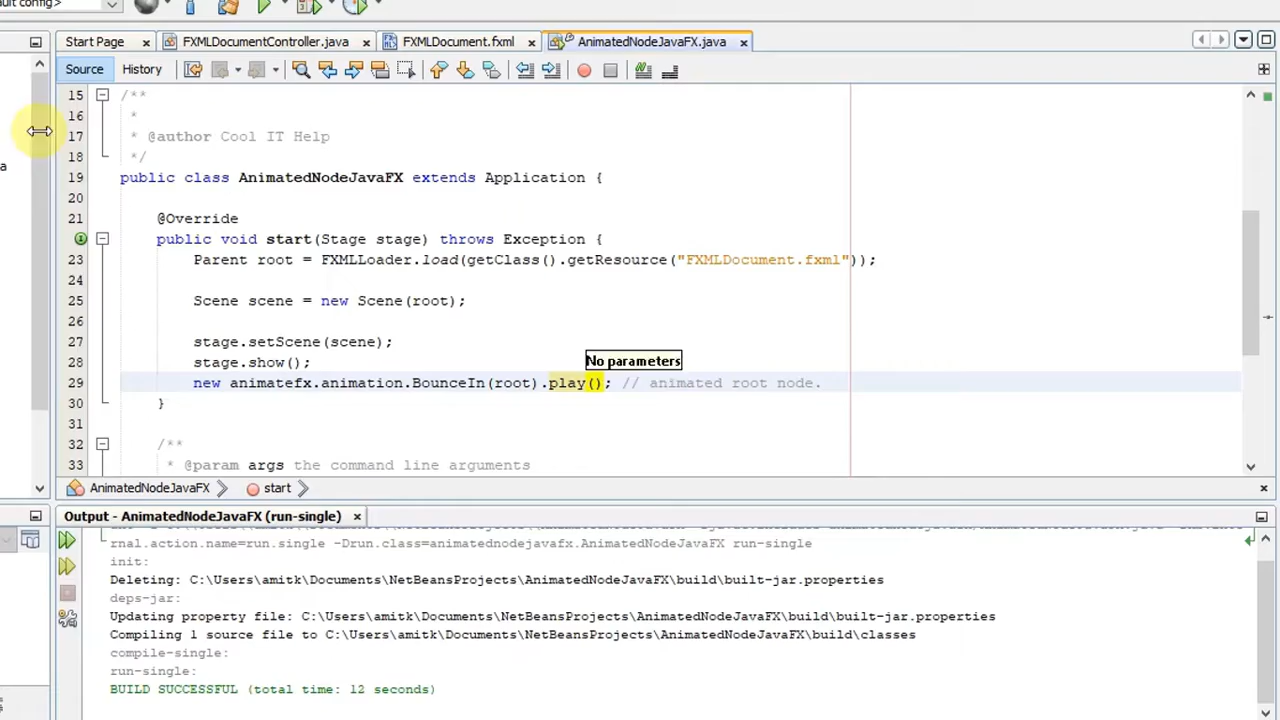 config>
Start Page
FXMLDocumentController.java
FXMLDocument.fxml
AnimatedNodeJavaFX.java
Source
History
15 /**
16 *
17 * @author Cool IT Help
18 */
19 public class AnimatedNodeJavaFX extends Application {
20
21 @Override
public void start(Stage stage) throws Exception {
23 Parent root = FXMLLoader.load(getClass().getResource("FXMLDocument.fxml"));
24
25 Scene scene = new Scene(root);
26
27 stage.setScene(scene);
28 stage.show();
No parameters
29 new animatefx.animation.BounceIn(root).play(); // animated root node.
30 }
31
32 /**
33 * @param args the command line arguments
AnimatedNodeJavaFX
start
a
Output - AnimatedNodeJavaFX (run-single)
rnal.action.name=run.single -Drun.class=animatednodejavafx.AnimatedNodeJavaFX run-single
init:
Deleting: C:\Users\amitk\Documents\NetBeansProjects\AnimatedNodeJavaFX\build\built-jar.properties
deps-jar:
Updating property file: C:\Users\amitk\Documents\NetBeansProjects\AnimatedNodeJavaFX\build\built-jar.properties
Compiling 1 source file to C:\Users\amitk\Documents\NetBeansProjects\AnimatedNodeJavaFX\build\classes
compile-single:
run-single:
BUILD SUCCESSFUL (total time: 12 seconds)